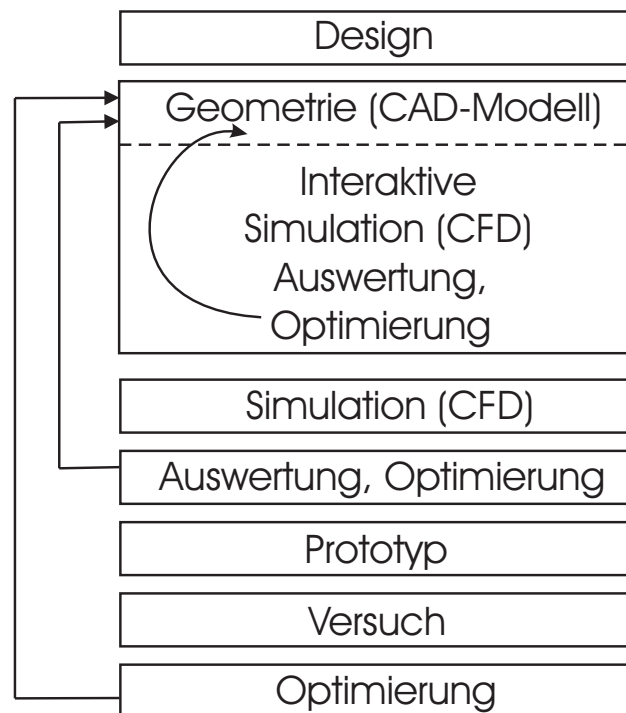 Design
Geometrie (CAD-Modell)
Interaktive
Simulation (CFD)
Auswertung,
Optimierung
Simulation (CFD)
Auswertung, Optimierung
Prototyp
Versuch
Optimierung